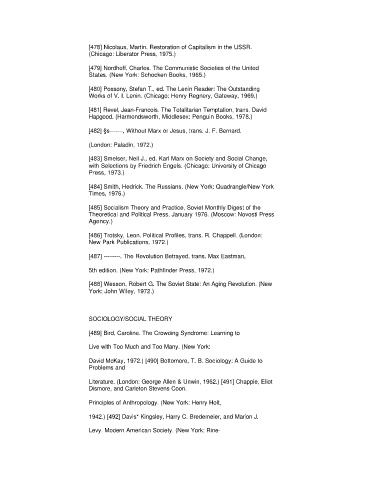 [478] Nicolaus, Martin. Restoration of Capitalism in the USSR.
(Chicago: Liberator Press, 1975.)
[479] Nordhoff, Charles. The Communistic Societies of the United
States. (New York: Schocken Books, 1965.)
[480] Possony, Stefan T., ed. The Lenin Reader: The Outstanding
Works of V. I. Lenin. (Chicago: Henry Regnery, Gateway, 1969.)
[481] Revel, Jean-Francois. The Totalitarian Temptation, trans. David
Hapgood. (Harmondsworth, Middlesex: Penguin Books, 1978.)
[482] §s-------, Without Marx or Jesus, trans. J. F. Bernard.
(London: Paladin, 1972.)
[483] Smelser, Neil J., ed. Karl Marx on Society and Social Change,
with Selections by Friedrich Engels. (Chicago: University of Chicago
Press, 1973.)
[484] Smith, Hedrick. The Russians. (New York: Quadrangle/New York
Times, 1976.)
[485] Socialism Theory and Practice, Soviet Monthly Digest of the
Theoretical and Political Press, January 1976. (Moscow: Novosti Press
Agency.)
[486] Trotsky, Leon. Political Profiles, trans. R. Chappell. (London:
New Park Publications, 1972.)
[487] --------. The Revolution Betrayed, trans. Max Eastman,
5th edition. (New York: Pathfinder Press, 1972.)
[488] Wesson, Robert G. The Soviet State: An Aging Revolution. (New
York: John Wiley, 1972.)
SOCIOLOGY/SOCIAL THEORY
[489] Bird, Caroline. The Crowding Syndrome: Learning to
Live with Too Much and Too Many. (New York:
David McKay, 1972.) [490] Bottomore, T. B. Sociology: A Guide to
Problems and
Literature. (London: George Allen & Unwin, 1962.) [491] Chapple, Eliot
Dismore, and Carleton Stevens Coon.
Principles of Anthropology. (New York: Henry Holt,
1942.) [492] Davis* Kingsley, Harry C. Bredemeier, and Marion J.
Levy. Modern American Society. (New York: Rine-